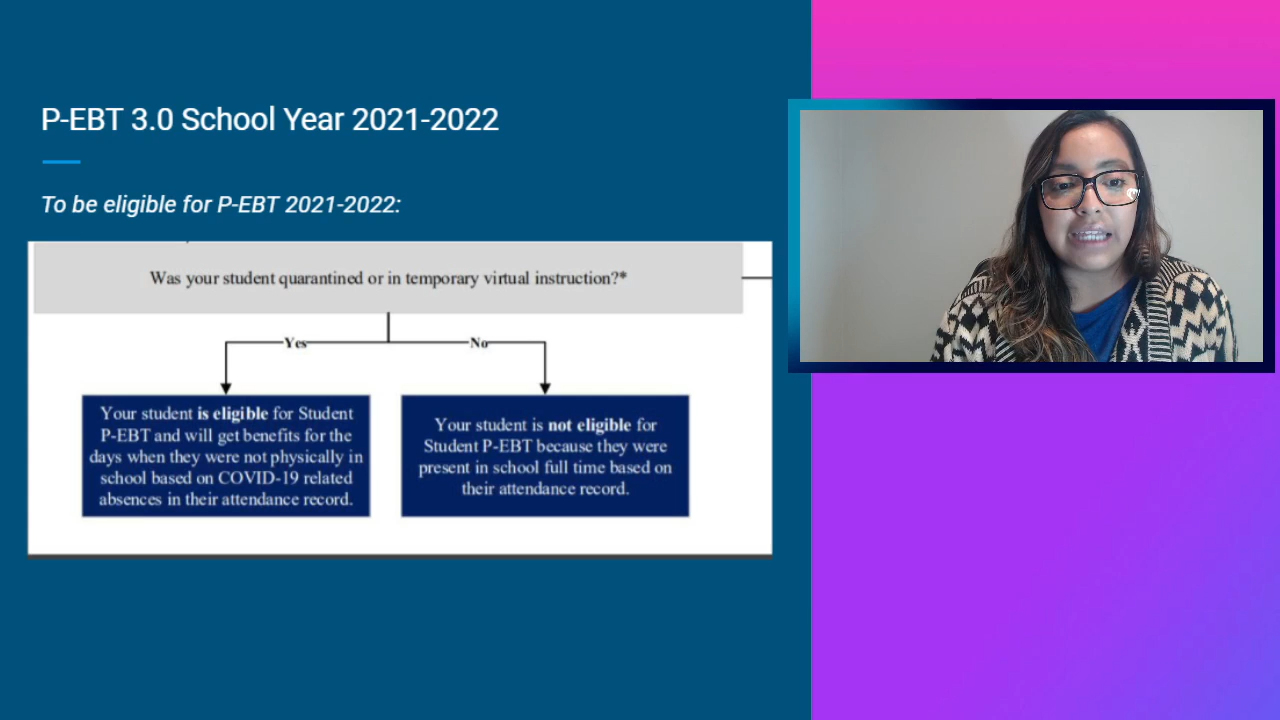 P-EBT 3.0 School Year 2021-2022
To be eligible for P-EBT 2021-2022:
Was your student quarantined or in temporary virtual instruction?*
Yes
No
Your student is eligible for Student
P-EBT and will get benefits for the
days when they were not physically in
school based on COVID-19 related
absences in their attendance record.
Your student is not eligible for
Student P-EBT because they were
present in school full time based on
their attendance record.